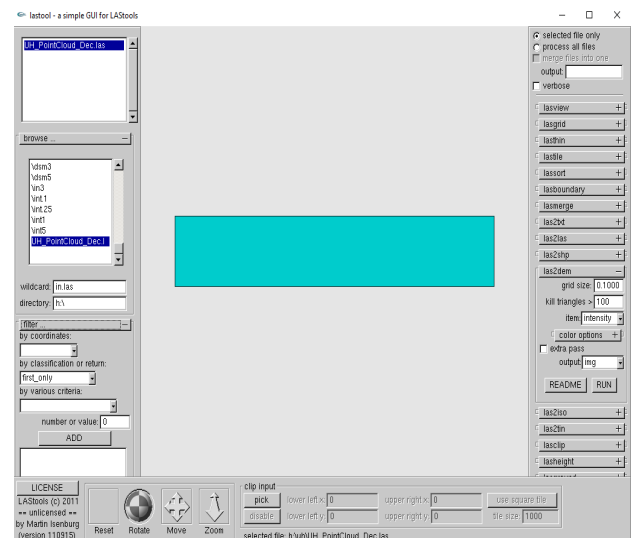 lastool - a simple GUI for LAStools
UH_PointCloud_Dec.las
browse ...
\dsm3
\dsm5
\in3
\int.1
\int.25
\int1
\int5
UH_PointCloud_Dec.l
wildcard: in.las
directory: h:\
filter ...
by coordinates:
by classification or return:
first_only
by various criteria:
number or value: 0
ADD
selected file only
process all files
merge files into one
output:
verbose
lasview
lasgrid
lasthin
lastile
lassort
lasboundary
lasmerge
las2txt
las2las
las2shp
las2dem
grid size: 0.1000
kill triangles > 100
item: intensity
color options
extra pass
output: img
README RUN
las2iso
las2tin
lasclip
lasheight
LICENSE
LAStools (c) 2011
== unlicensed ==
by Martin Isenburg
(version 110915)
Reset Rotate Move Zoom
clip input
pick lower left x: 0 upper right x: 0 use square tile
disable lower left y: 0 upper right y: 0 tile size: 1000
selected file: h:\uh\UH_PointCloud_Dec.las